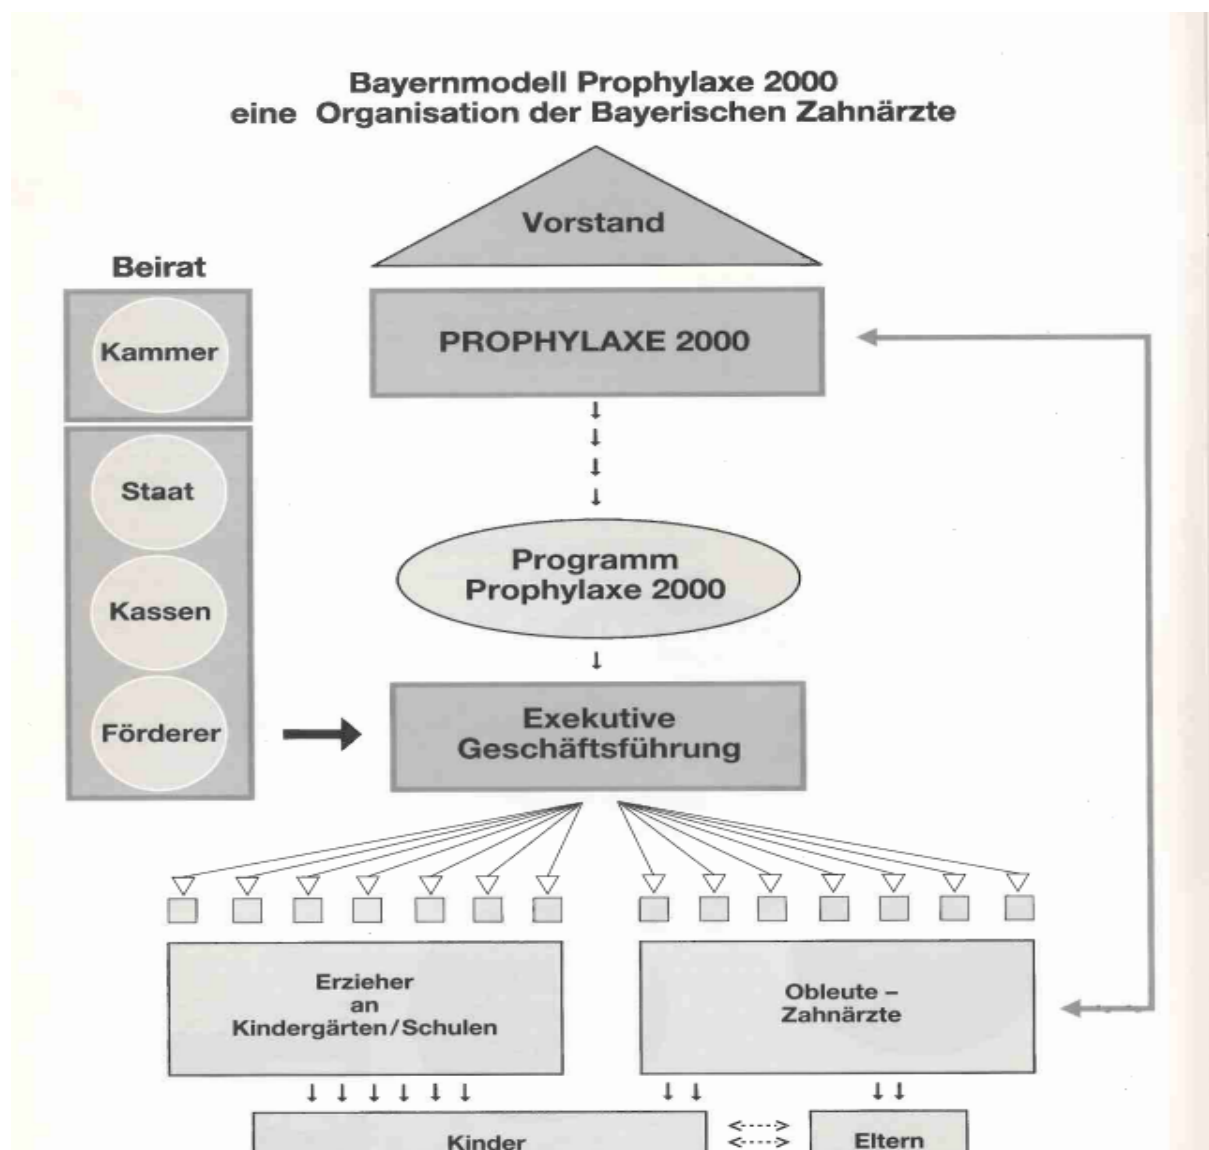 Bayernmodell Prophylaxe 2000
eine Organisation der Bayerischen Zahnärzte
Vorstand
Beirat
Kammer
PROPHYLAXE 2000
Staat
Programm
Prophylaxe 2000
Kassen
Förderer
Exekutive
Geschäftsführung
Erzieher
an
Kindergärten/Schulen
Obleute –
Zahnärzte
Kinder
Eltern